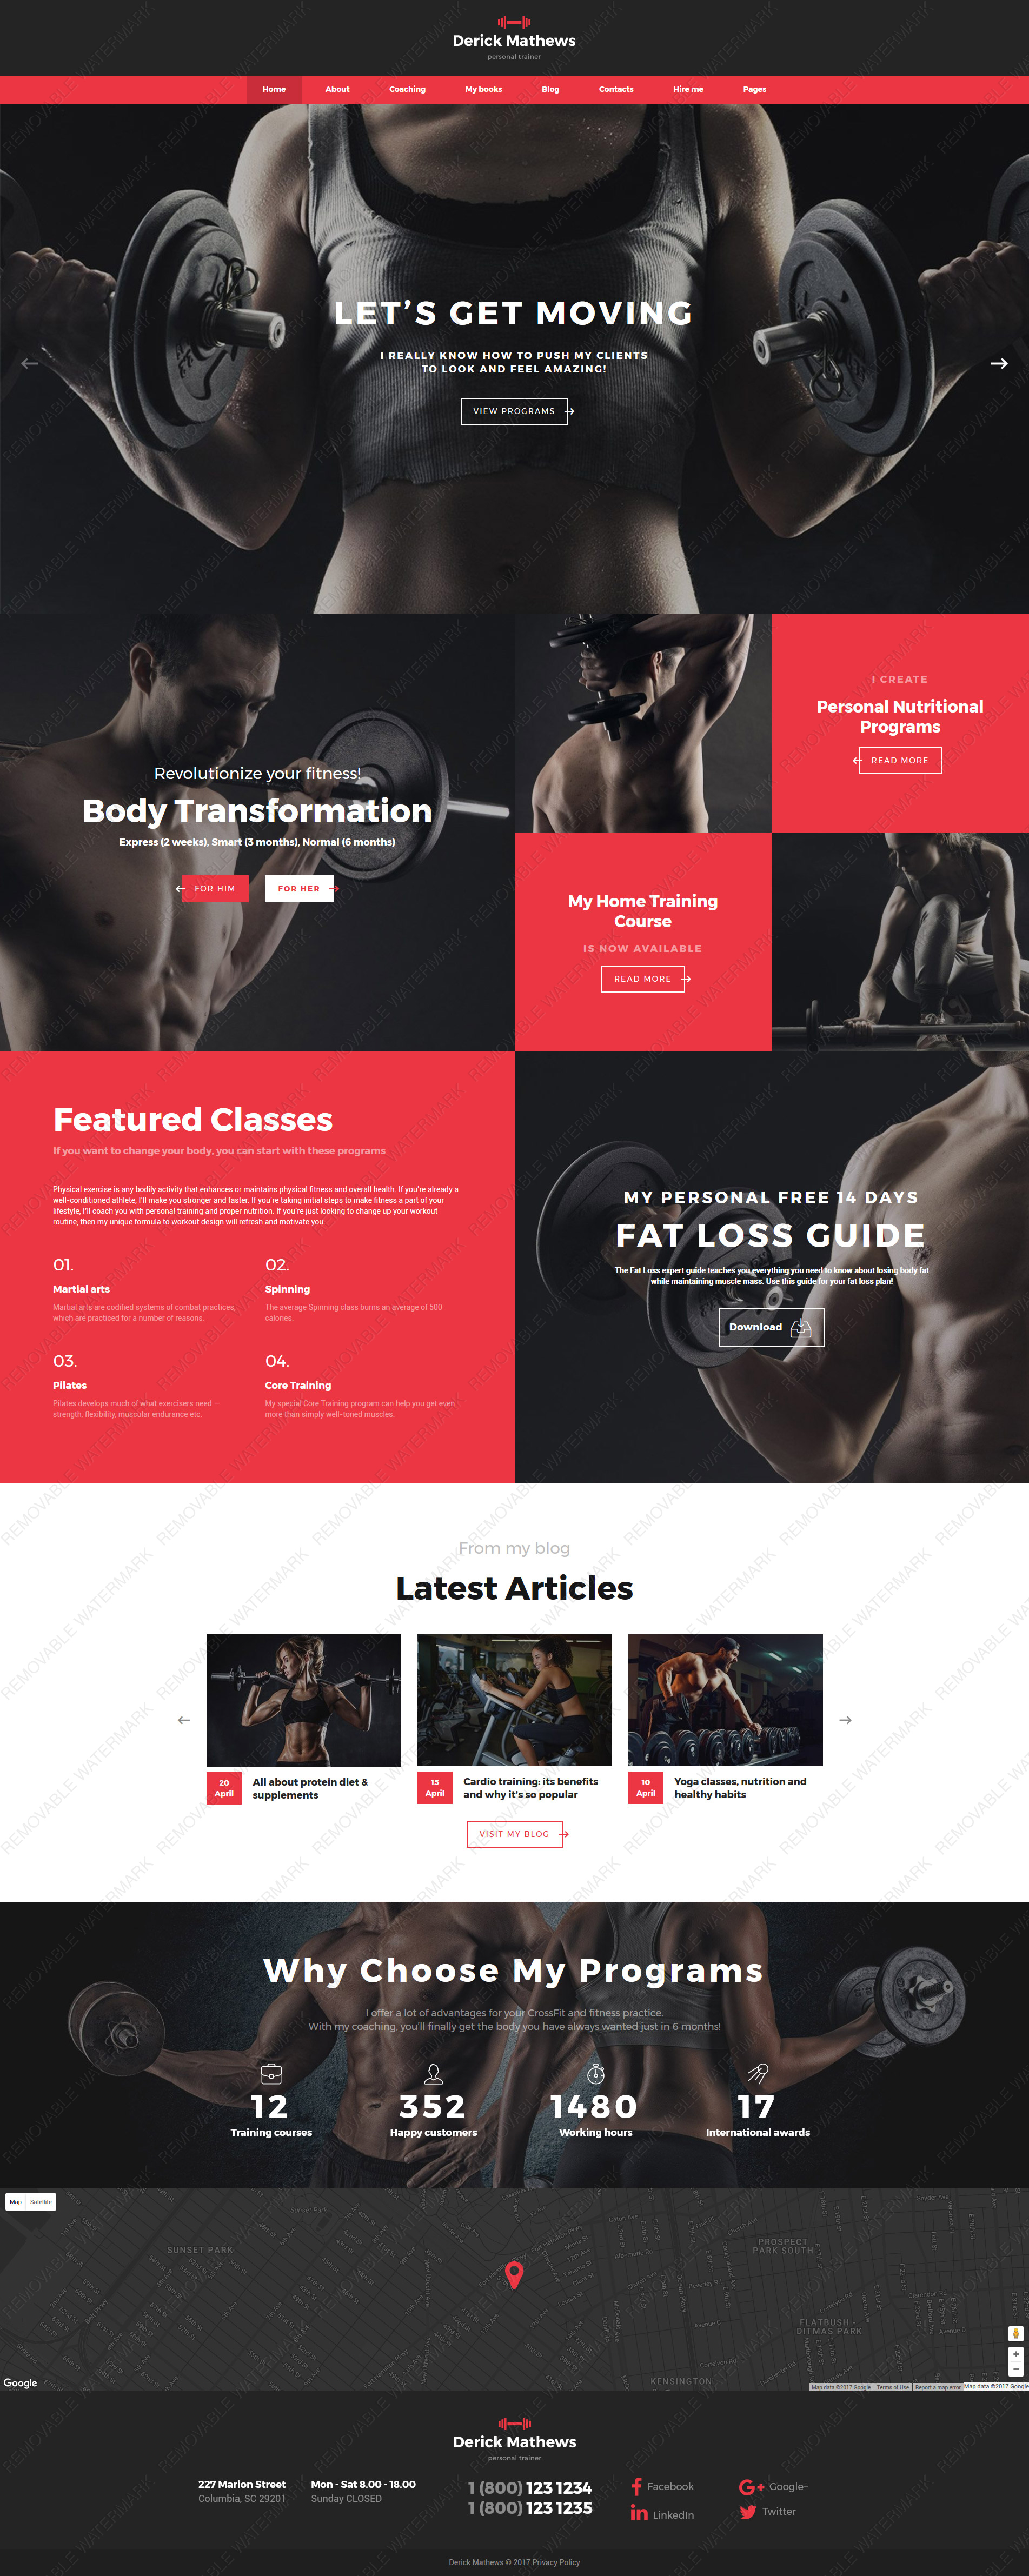 Derick Mathews
personal trainer
Home About Coaching My books Blog Contacts Hire me Pages
LET'S GET MOVING
I REALLY KNOW HOW TO PUSH MY CLIENTS
TO LOOK AND FEEL AMAZING!
VIEW PROGRAMS
Revolutionize your fitness!
Body Transformation
Express (2 weeks), Smart (3 months), Normal (6 months)
FOR HIM
FOR HER
I CREATE
Personal Nutritional
Programs
READ MORE
My Home Training
Course
IS NOW AVAILABLE
READ MORE
Featured Classes
If you want to change your body, you can start with these programs
Physical exercise is any bodily activity that enhances or maintains physical fitness and overall health. If you're already a
well-conditioned athlete, I'll make you stronger and faster. If you're taking initial steps to make fitness a part of your
lifestyle, I'll coach you with personal training and proper nutrition. If you're just looking to change up your workout
routine, then my unique formula to workout design will refresh and motivate you.
01.
Martial arts
Martial arts are codified systems of combat practices,
which are practiced for a number of reasons.
02.
Spinning
The average Spinning class burns an average of 500
calories.
03.
Pilates
Pilates develops much of what exercisers need —
strength, flexibility, muscular endurance etc.
04.
Core Training
My special Core Training program can help you get even
more than simply well-toned muscles.
MY PERSONAL FREE 14 DAYS
FAT LOSS GUIDE
The Fat Loss expert guide teaches you everything you need to know about losing body fat
while maintaining muscle mass. Use this guide for your fat loss plan!
Download
From my blog
Latest Articles
20
April
All about protein diet &
supplements
15
April
Cardio training: its benefits
and why it's so popular
10
April
Yoga classes, nutrition and
healthy habits
VISIT MY BLOG
Why Choose My Programs
I offer a lot of advantages for your CrossFit and fitness practice.
With my coaching, you'll finally get the body you have always wanted just in 6 months!
12
Training courses
352
Happy customers
1480
Working hours
17
International awards
Map Satellite
SUNSET PARK
PROSPECT
PARK SOUTH
FLATBUSH -
DITMAS PARK
KENSINGTON
Google
Map data ©2017 Google Terms of Use Report a map error Map data ©2017 Google
Derick Mathews
personal trainer
227 Marion Street
Columbia, SC 29201
Mon - Sat 8.00 - 18.00
Sunday CLOSED
1 (800) 123 1234
1 (800) 123 1235
Facebook
Google+
LinkedIn
Twitter
Derick Mathews © 2017 Privacy Policy
REMOVABLE WATERMARK